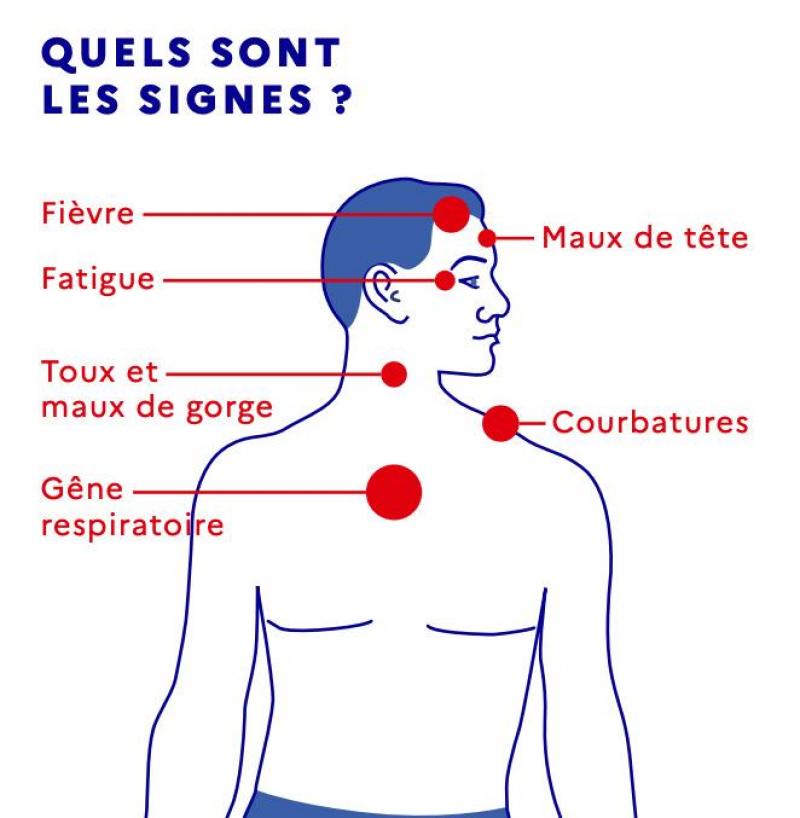 QUELS SONT
LES SIGNES ?
Fièvre
Maux de tête
Fatigue
Toux et
maux de gorge
Courbatures
Gêne
respiratoire